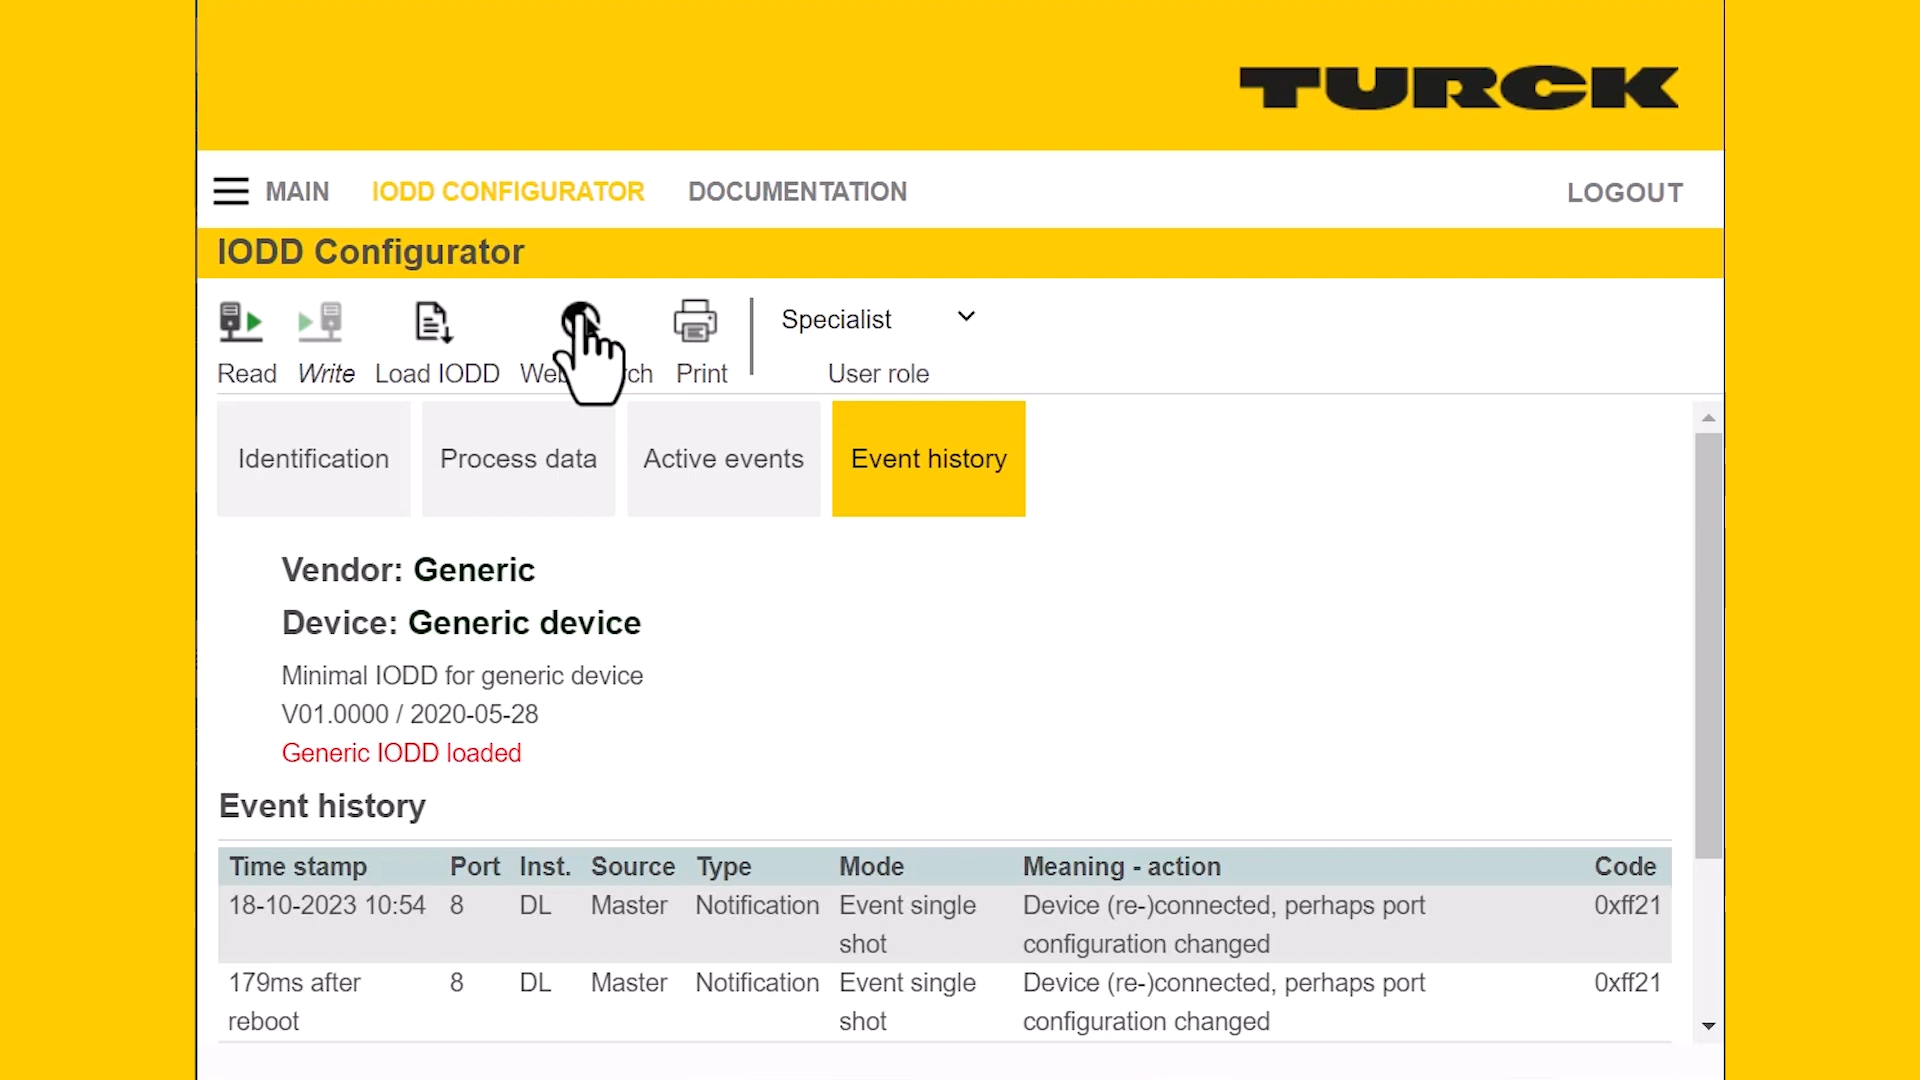 TURCK
MAIN IODD CONFIGURATOR DOCUMENTATION LOGOUT
IODD Configurator
Specialist
Read Write Load IODD Print User role
Identification Process data Active events Event history
Vendor: Generic
Device: Generic device
Minimal IODD for generic device
V01.0000 / 2020-05-28
Generic IODD loaded
Event history
Time stamp Port Inst. Source Type Mode Meaning - action Code
18-10-2023 10:54 8 DL Master Notification Event single Device (re-)connected, perhaps port 0xff21
shot configuration changed
179ms after 8 DL Master Notification Event single Device (re-)connected, perhaps port 0xff21
reboot shot configuration changed